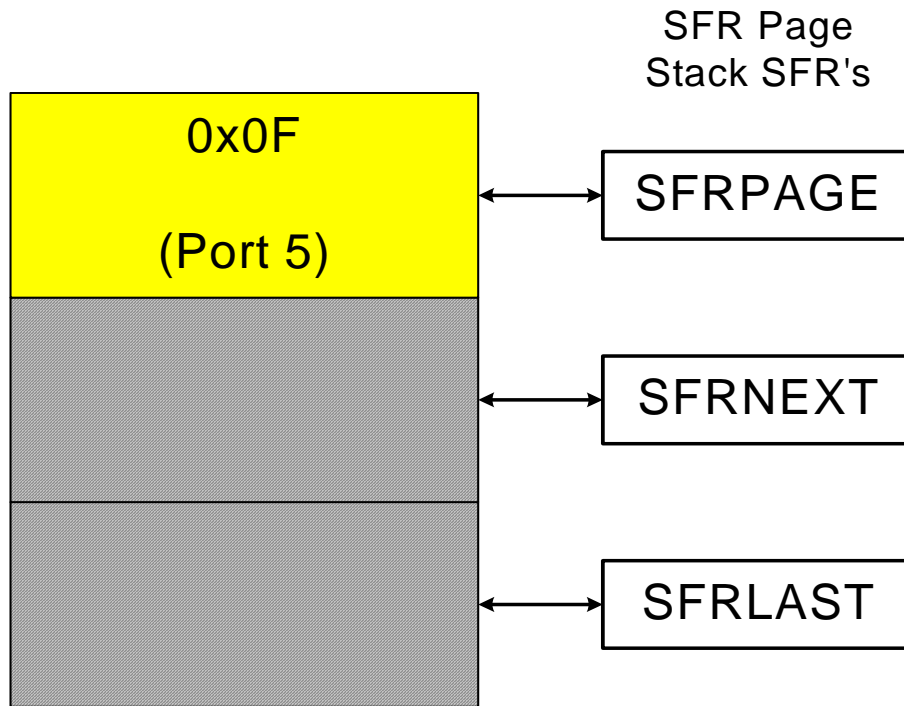 SFR Page
Stack SFR's
0x0F
(Port 5)
SFRPAGE
SFRNEXT
SFRLAST